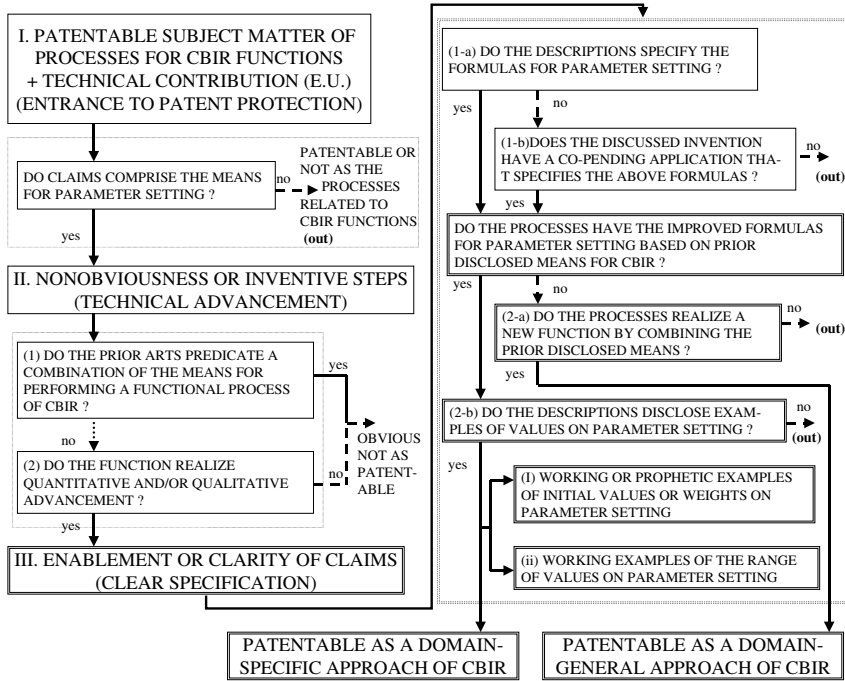 I. PATENTABLE SUBJECT MATTER OF
PROCESSES FOR CBIR FUNCTIONS
+ TECHNICAL CONTRIBUTION (E.U.)
(ENTRANCE TO PATENT PROTECTION)
DO CLAIMS COMPRISE THE MEANS
FOR PARAMETER SETTING ?
no
PATENTABLE OR
NOT AS THE
PROCESSES
RELATED TO
CBIR FUNCTIONS
(out)
yes
II. NONOBVIOUSNESS OR INVENTIVE STEPS
(TECHNICAL ADVANCEMENT)
(1) DO THE PRIOR ARTS PREDICATE A
COMBINATION OF THE MEANS FOR
PERFORMING A FUNCTIONAL PROCESS
OF CBIR ?
yes
no
OBVIOUS
NOT AS
PATENT-
ABLE
(2) DO THE FUNCTION REALIZE
QUANTITATIVE AND/OR QUALITATIVE
ADVANCEMENT ?
no
yes
III. ENABLEMENT OR CLARITY OF CLAIMS
(CLEAR SPECIFICATION)
(1-a) DO THE DESCRIPTIONS SPECIFY THE
FORMULAS FOR PARAMETER SETTING ?
yes
no
(1-b)DOES THE DISCUSSED INVENTION
HAVE A CO-PENDING APPLICATION THA-
T SPECIFIES THE ABOVE FORMULAS ?
no
(out)
yes
DO THE PROCESSES HAVE THE IMPROVED FORMULAS
FOR PARAMETER SETTING BASED ON PRIOR
DISCLOSED MEANS FOR CBIR ?
yes
no
(2-a) DO THE PROCESSES REALIZE A
NEW FUNCTION BY COMBINING THE
PRIOR DISCLOSED MEANS ?
no
(out)
yes
(2-b) DO THE DESCRIPTIONS DISCLOSE EXAM-
PLES OF VALUES ON PARAMETER SETTING ?
no
(out)
yes
(I) WORKING OR PROPHETIC EXAMPLES
OF INITIAL VALUES OR WEIGHTS ON
PARAMETER SETTING
(ii) WORKING EXAMPLES OF THE RANGE
OF VALUES ON PARAMETER SETTING
PATENTABLE AS A DOMAIN-
SPECIFIC APPROACH OF CBIR
PATENTABLE AS A DOMAIN-
GENERAL APPROACH OF CBIR